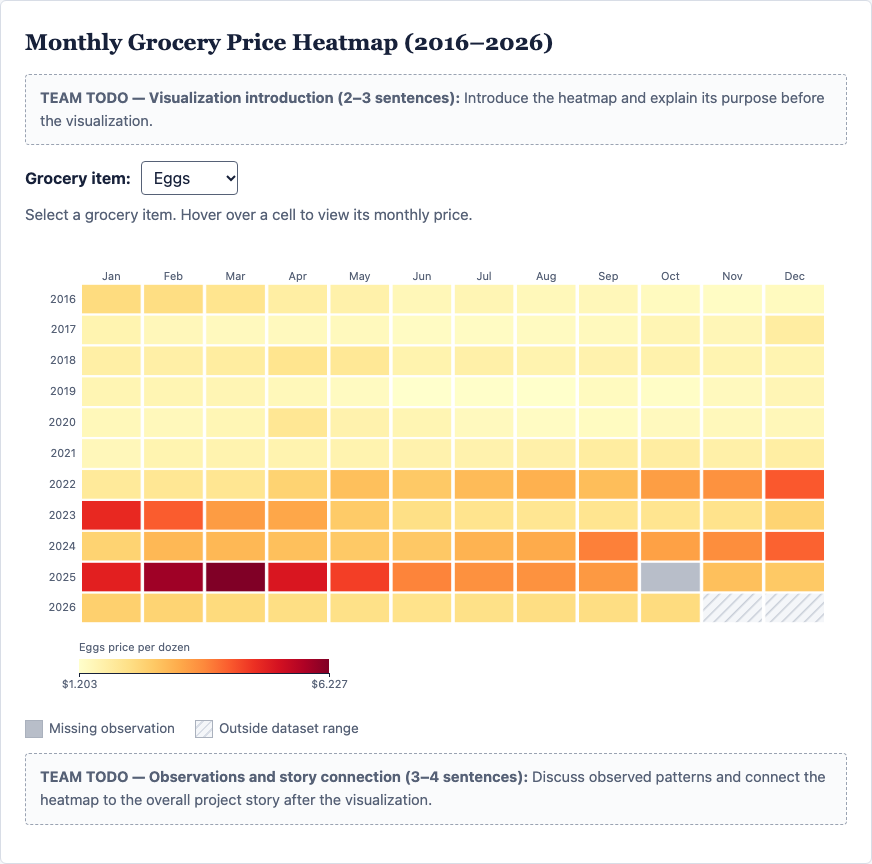 Monthly Grocery Price Heatmap (2016–2026)
TEAM TODO — Visualization introduction (2–3 sentences): Introduce the heatmap and explain its purpose before
the visualization.
Grocery item: Eggs
Select a grocery item. Hover over a cell to view its monthly price.
Jan Feb Mar Apr May Jun Jul Aug Sep Oct Nov Dec
2016
2017
2018
2019
2020
2021
2022
2023
2024
2025
2026
Eggs price per dozen
$1.203 $6.227
Missing observation Outside dataset range
TEAM TODO — Observations and story connection (3–4 sentences): Discuss observed patterns and connect the
heatmap to the overall project story after the visualization.